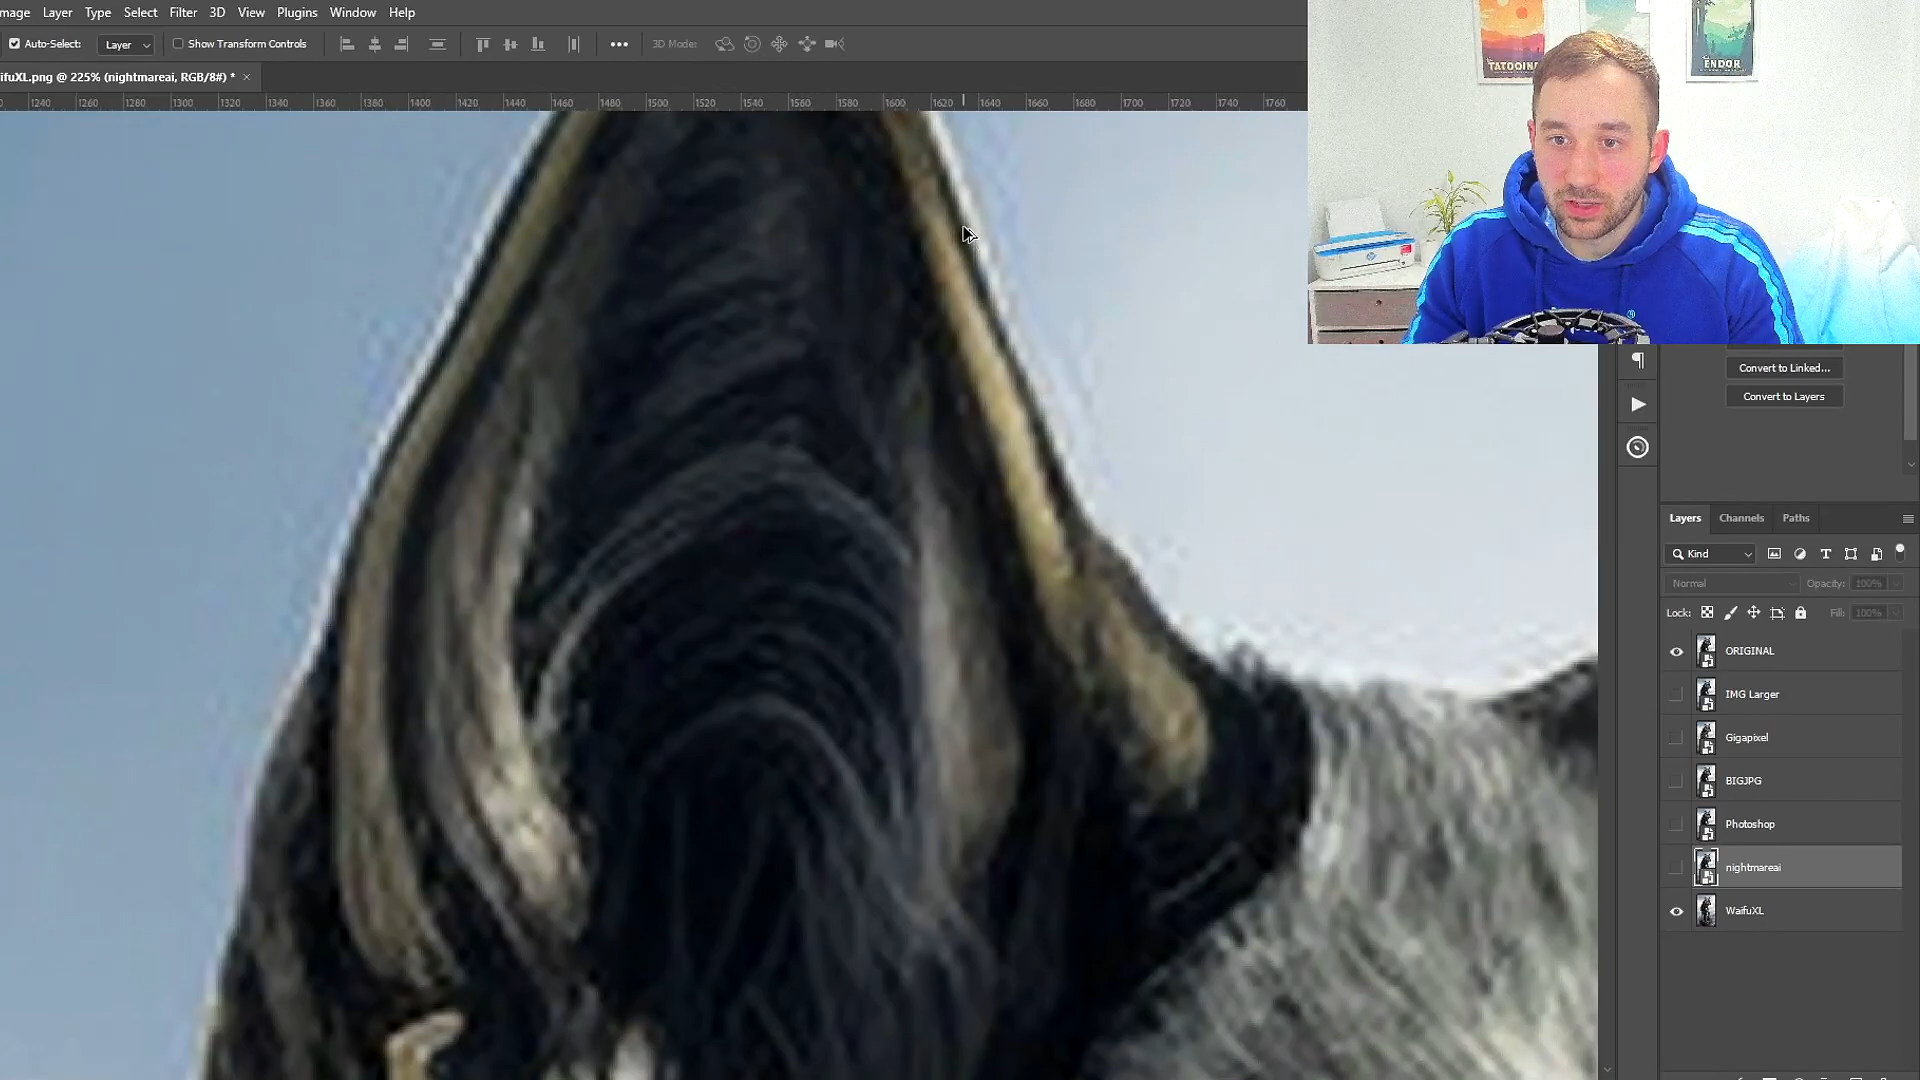 mage Layer Type Select Filter 3D View Plugins Window Help
Auto-Select: Layer Show Transform Controls ••• 3D Mode:
ifuXL.png @ 225% (nightmareai, RGB/8#) * ×
1240 1260 1280 1300 1320 1340 1360 1380 1400 1420 1440 1460 1480 1500 1520 1540 1560 1580 1600 1620 1640 1660 1680 1700 1720 1740 1760
TATOOINE
ENDOR
hp
Convert to Linked...
Convert to Layers
Layers Channels Paths
Kind
Normal Opacity: 100%
Lock: Fill: 100%
ORIGINAL
IMG Larger
Gigapixel
BIGJPG
Photoshop
nightmareai
WaifuXL